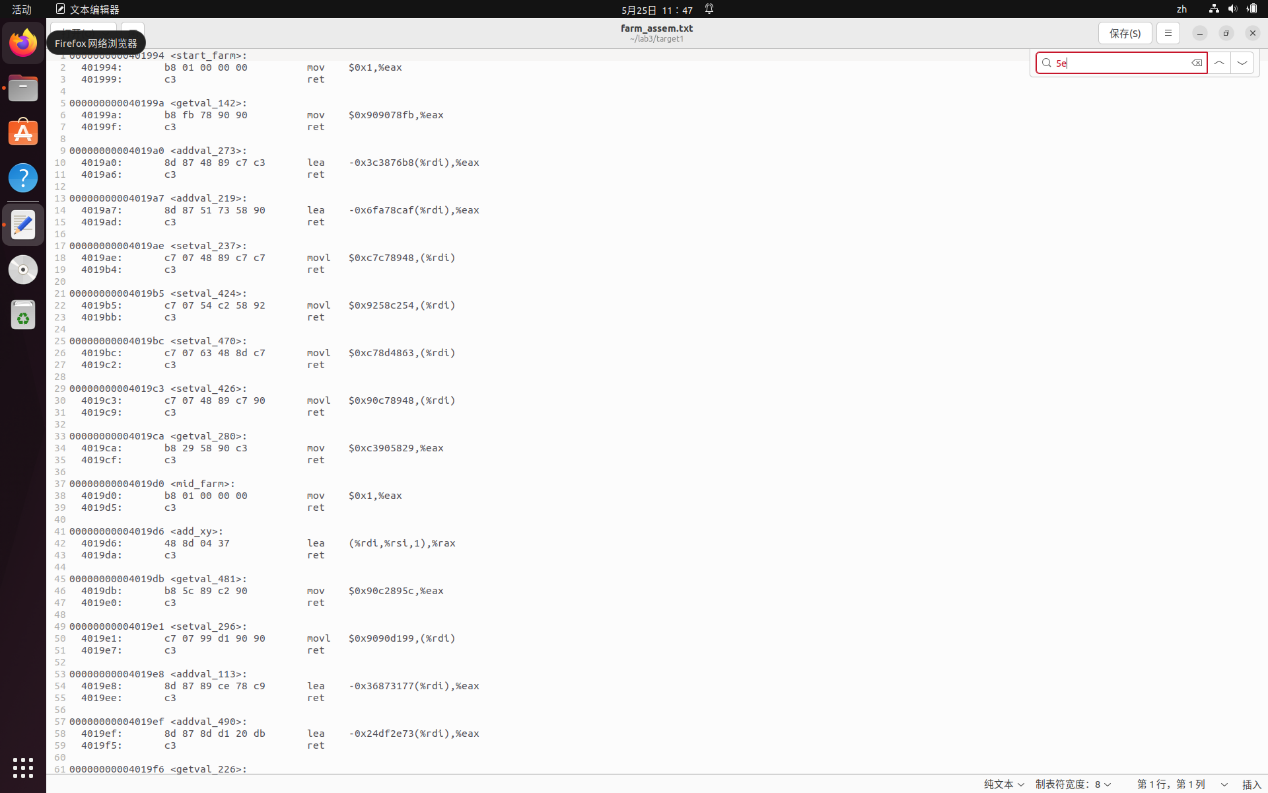 活动
文本编辑器
5月25日 11：47
zh
Firefox 网络浏览器
farm_assem.txt
~/lab3/target1
保存(S)
5e
1 0000000000401994 <start_farm>:
2 401994: b8 01 00 00 00 mov $0x1,%eax
3 401999: c3 ret
4
5 000000000040199a <getval_142>:
6 40199a: b8 fb 78 90 90 mov $0x909078fb,%eax
7 40199f: c3 ret
8
9 00000000004019a0 <addval_273>:
10 4019a0: 8d 87 48 89 c7 c3 lea -0x3c3876b8(%rdi),%eax
11 4019a6: c3 ret
12
13 00000000004019a7 <addval_219>:
14 4019a7: 8d 87 51 73 58 90 lea -0x6fa78caf(%rdi),%eax
15 4019ad: c3 ret
16
17 00000000004019ae <setval_237>:
18 4019ae: c7 07 48 89 c7 c7 movl $0xc7c78948,(%rdi)
19 4019b4: c3 ret
20
21 00000000004019b5 <setval_424>:
22 4019b5: c7 07 54 c2 58 92 movl $0x9258c254,(%rdi)
23 4019bb: c3 ret
24
25 00000000004019bc <setval_470>:
26 4019bc: c7 07 63 48 8d c7 movl $0xc78d4863,(%rdi)
27 4019c2: c3 ret
28
29 00000000004019c3 <setval_426>:
30 4019c3: c7 07 48 89 c7 90 movl $0x90c78948,(%rdi)
31 4019c9: c3 ret
32
33 00000000004019ca <getval_280>:
34 4019ca: b8 29 58 90 c3 mov $0xc3905829,%eax
35 4019cf: c3 ret
36
37 00000000004019d0 <mid_farm>:
38 4019d0: b8 01 00 00 00 mov $0x1,%eax
39 4019d5: c3 ret
40
41 00000000004019d6 <add_xy>:
42 4019d6: 48 8d 04 37 lea (%rdi,%rsi,1),%rax
43 4019da: c3 ret
44
45 00000000004019db <getval_481>:
46 4019db: b8 5c 89 c2 90 mov $0x90c2895c,%eax
47 4019e0: c3 ret
48
49 00000000004019e1 <setval_296>:
50 4019e1: c7 07 99 d1 90 90 movl $0x9090d199,(%rdi)
51 4019e7: c3 ret
52
53 00000000004019e8 <addval_113>:
54 4019e8: 8d 87 89 ce 78 c9 lea -0x36873177(%rdi),%eax
55 4019ee: c3 ret
56
57 00000000004019ef <addval_490>:
58 4019ef: 8d 87 8d d1 20 db lea -0x24df2e73(%rdi),%eax
59 4019f5: c3 ret
60
61 00000000004019f6 <getval_226>:
纯文本
制表符宽度：8
第 1 行，第 1 列
插入